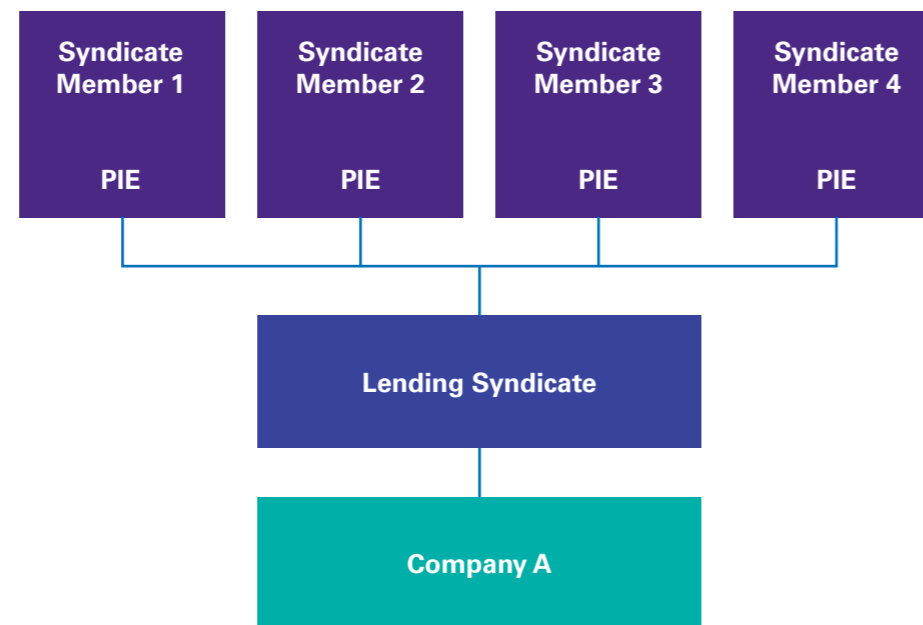 Syndicate
Member 1
PIE
Syndicate
Member 2
PIE
Syndicate
Member 3
PIE
Syndicate
Member 4
PIE
Lending Syndicate
Company A